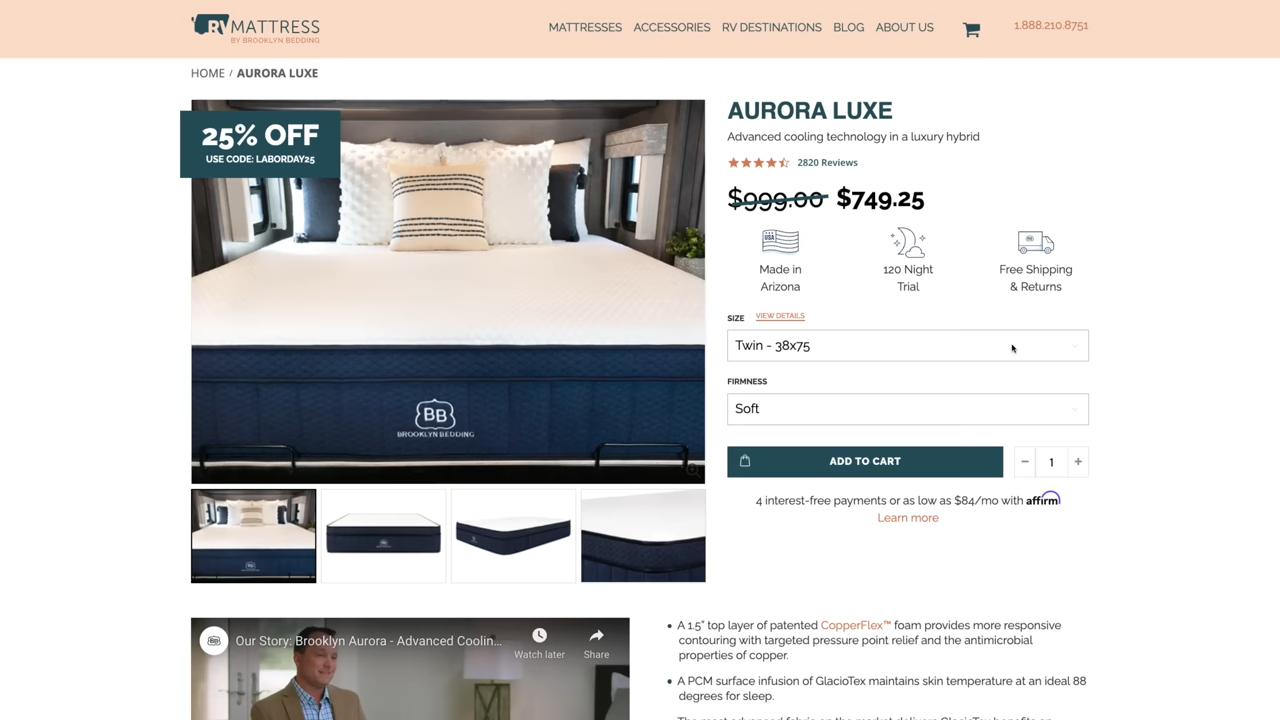 RV MATTRESS
BY BROOKLYN BEDDING
MATTRESSES ACCESSORIES RV DESTINATIONS BLOG ABOUT US
1.888.210.8751
HOME / AURORA LUXE
25% OFF
USE CODE: LABORDAY25
BB
BROOKLYN BEDDING
AURORA LUXE
Advanced cooling technology in a luxury hybrid
2820 Reviews
$999.00 $749.25
USA
Made in
Arizona
120 Night
Trial
Free Shipping
& Returns
SIZE VIEW DETAILS
Twin - 38x75
FIRMNESS
Soft
ADD TO CART
− 1 +
4 interest-free payments or as low as $84/mo with affirm
Learn more
BB
Our Story: Brooklyn Aurora - Advanced Coolin...
Watch later
Share
• A 1.5" top layer of patented CopperFlex™ foam provides more responsive
contouring with targeted pressure point relief and the antimicrobial
properties of copper.
• A PCM surface infusion of GlacioTex maintains skin temperature at an ideal 88
degrees for sleep.